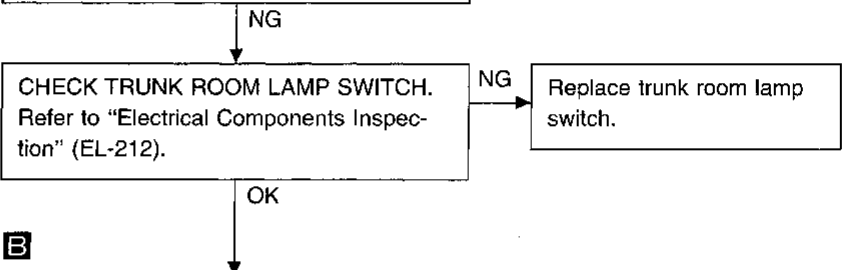 NG
CHECK TRUNK ROOM LAMP SWITCH.
Refer to “Electrical Components Inspec-
tion” (EL-212).
NG
Replace trunk room lamp
switch.
OK
B